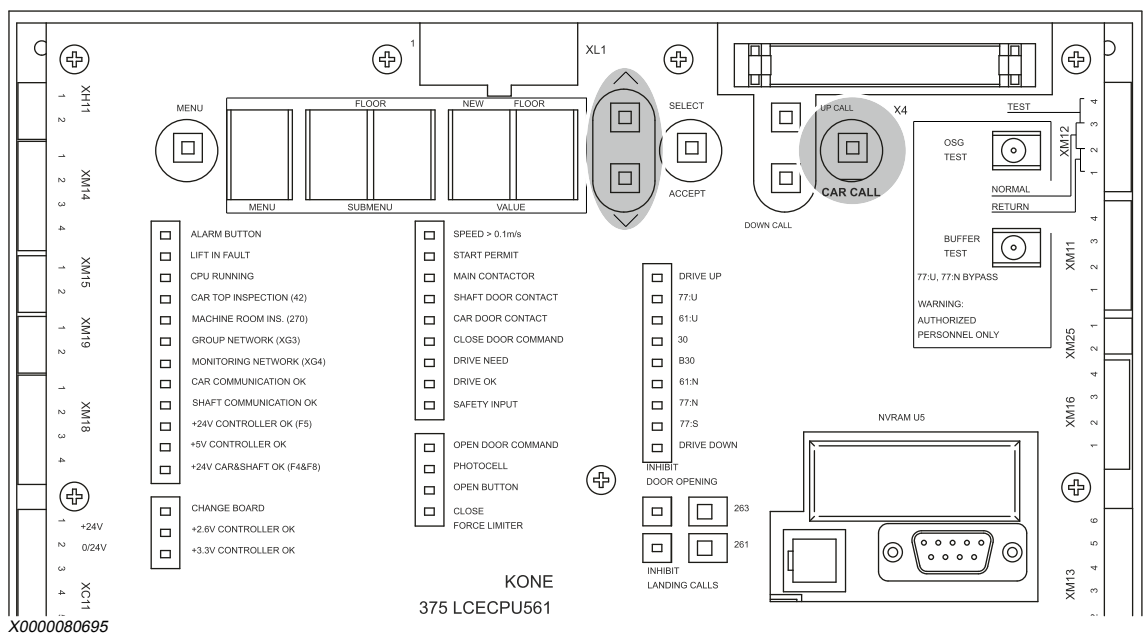 1
XL1
MENU
FLOOR
NEW FLOOR
SELECT
ACCEPT
MENU
SUBMENU
VALUE
UP CALL
X4
CAR CALL
DOWN CALL
TEST
OSG
TEST
NORMAL
RETURN
BUFFER
TEST
77:U, 77:N BYPASS
WARNING:
AUTHORIZED
PERSONNEL ONLY
XH11
1
2
XM14
1
2
3
4
XM15
1
2
XM19
1
2
XM18
1
2
3
4
XC11
1 +24V
2 0/24V
3
4
ALARM BUTTON
LIFT IN FAULT
CPU RUNNING
CAR TOP INSPECTION (42)
MACHINE ROOM INS. (270)
GROUP NETWORK (XG3)
MONITORING NETWORK (XG4)
CAR COMMUNICATION OK
SHAFT COMMUNICATION OK
+24V CONTROLLER OK (F5)
+5V CONTROLLER OK
+24V CAR&SHAFT OK (F4&F8)
CHANGE BOARD
+2.6V CONTROLLER OK
+3.3V CONTROLLER OK
SPEED > 0.1m/s
START PERMIT
MAIN CONTACTOR
SHAFT DOOR CONTACT
CAR DOOR CONTACT
CLOSE DOOR COMMAND
DRIVE NEED
DRIVE OK
SAFETY INPUT
OPEN DOOR COMMAND
PHOTOCELL
OPEN BUTTON
CLOSE
FORCE LIMITER
DRIVE UP
77:U
61:U
30
B30
61:N
77:N
77:S
DRIVE DOWN
INHIBIT
DOOR OPENING
263
261
INHIBIT
LANDING CALLS
NVRAM U5
XM12
4
3
2
1
XM11
4
3
2
1
XM25
1
2
XM16
4
3
2
1
XM13
6
5
4
3
KONE
375 LCECPU561
X0000080695